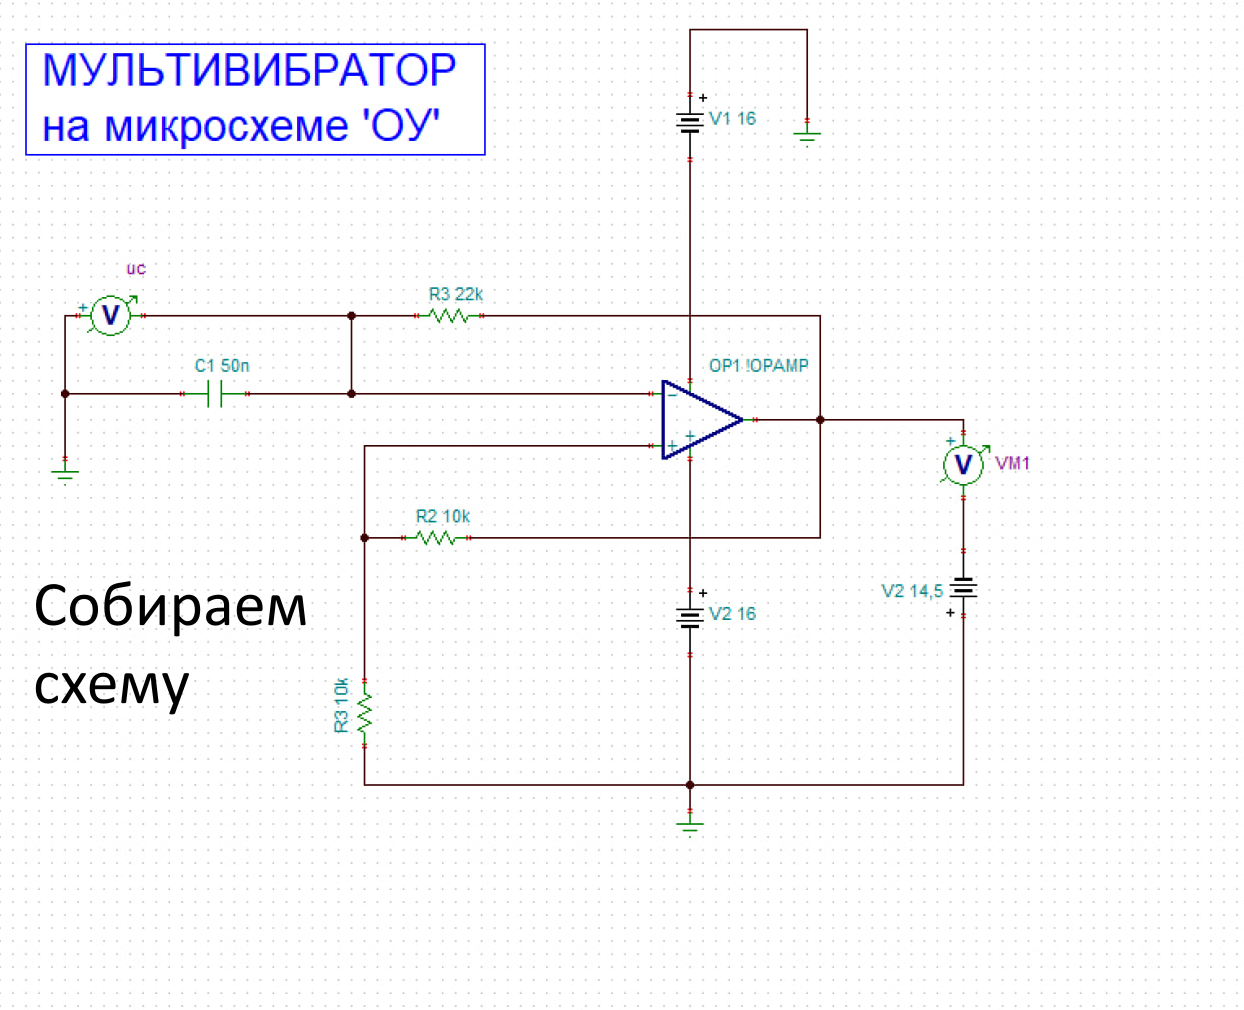 МУЛЬТИВИБРАТОР
на микросхеме 'ОУ'
+
V1 16
uc
+
V
R3 22k
C1 50n
OP1 !OPAMP
−
+
+
+
V
VM1
R2 10k
V2 14,5
+
+
V2 16
R3 10k
Собираем
схему